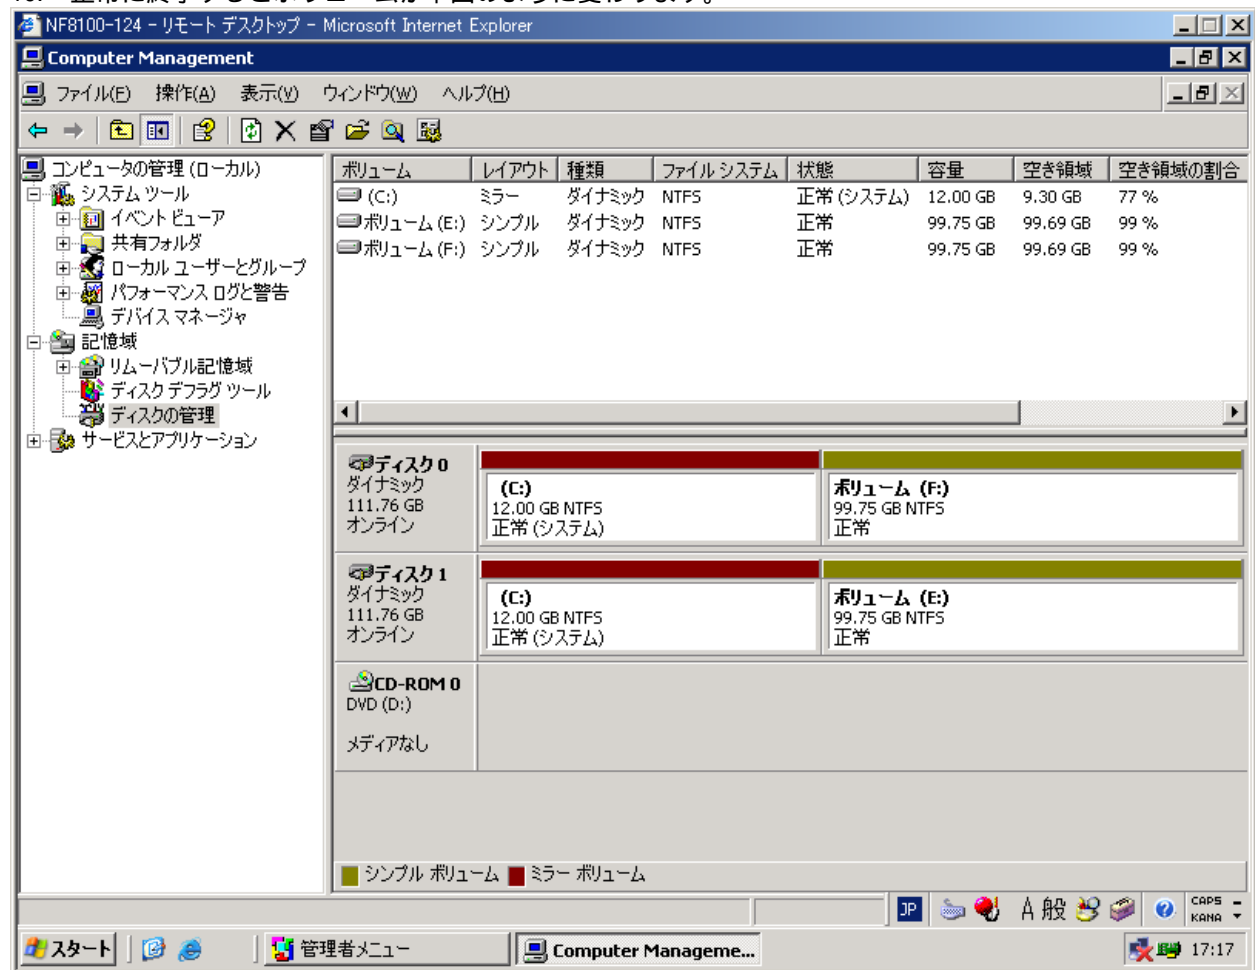 NF8100-124 - リモート デスクトップ - Microsoft Internet Explorer
Computer Management
ファイル(F) 操作(A) 表示(V) ウィンドウ(W) ヘルプ(H)
コンピュータの管理 (ローカル)
システム ツール
イベント ビューア
共有フォルダ
ローカル ユーザーとグループ
パフォーマンス ログと警告
デバイス マネージャ
記憶域
リムーバブル記憶域
ディスク デフラグ ツール
ディスクの管理
サービスとアプリケーション
ボリューム レイアウト 種類 ファイル システム 状態 容量 空き領域 空き領域の割合
(C:) ミラー ダイナミック NTFS 正常 (システム) 12.00 GB 9.30 GB 77 %
ボリューム (E:) シンプル ダイナミック NTFS 正常 99.75 GB 99.69 GB 99 %
ボリューム (F:) シンプル ダイナミック NTFS 正常 99.75 GB 99.69 GB 99 %
ディスク 0
ダイナミック
111.76 GB
オンライン
(C:)
12.00 GB NTFS
正常 (システム)
ボリューム (F:)
99.75 GB NTFS
正常
ディスク 1
ダイナミック
111.76 GB
オンライン
(C:)
12.00 GB NTFS
正常 (システム)
ボリューム (E:)
99.75 GB NTFS
正常
CD-ROM 0
DVD (D:)
メディアなし
シンプル ボリューム ミラー ボリューム
JP A 般 CAPS
KANA
スタート 管理者メニュー Computer Manageme... 17:17